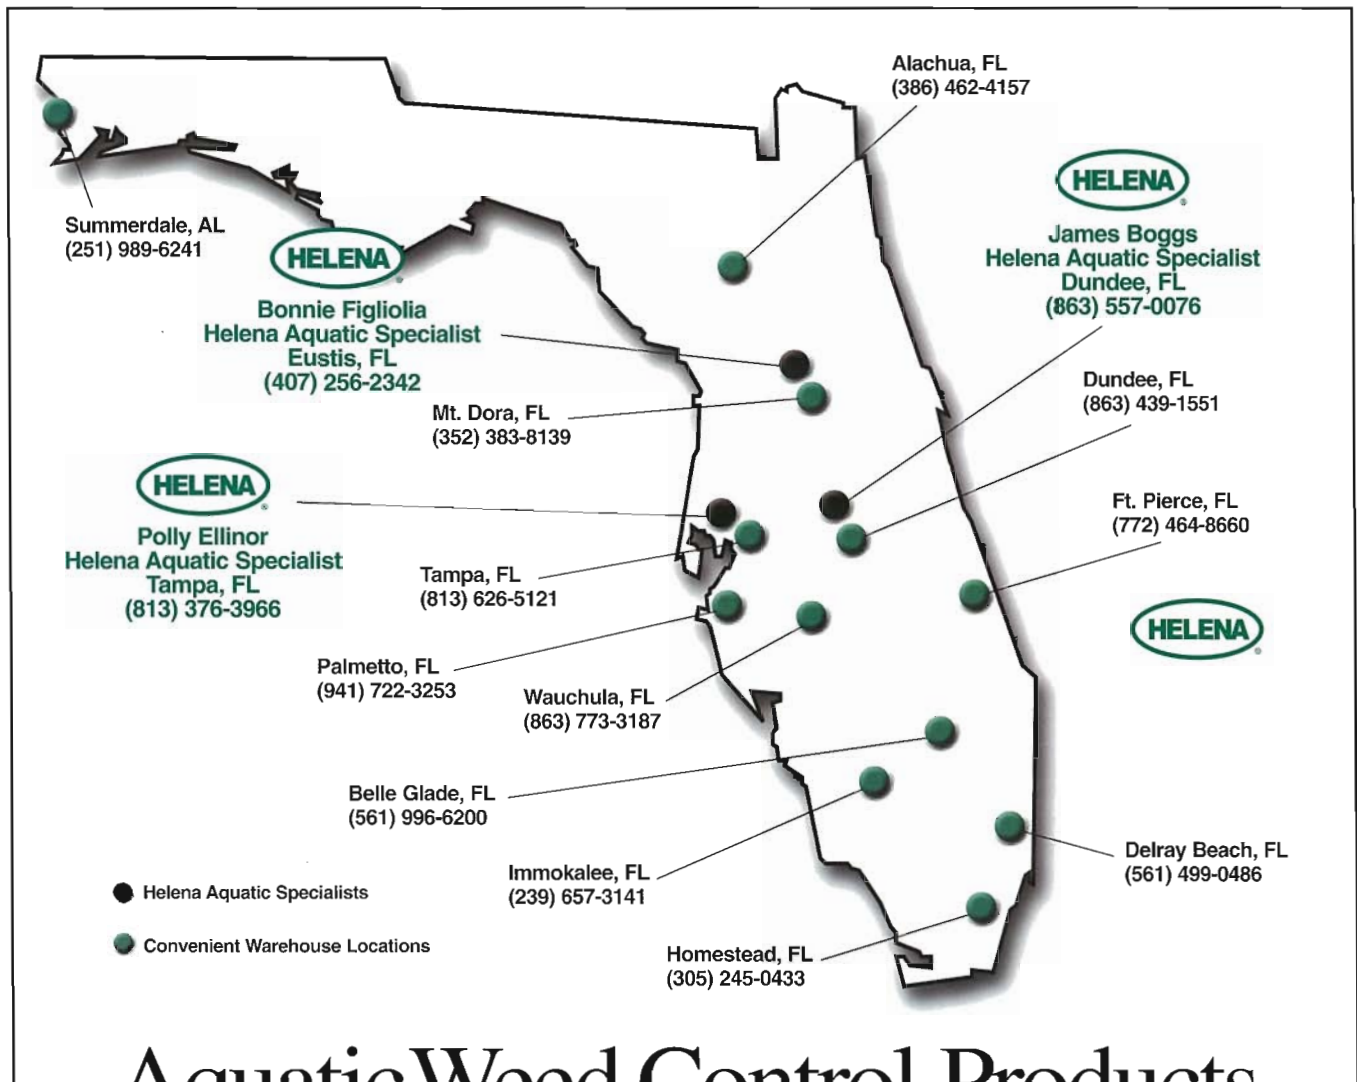 Alachua, FL
(386) 462-4157
HELENA
James Boggs
Helena Aquatic Specialist
Dundee, FL
(863) 557-0076
Summerdale, AL
(251) 989-6241
HELENA
Bonnie Figliolia
Helena Aquatic Specialist
Eustis, FL
(407) 256-2342
Dundee, FL
(863) 439-1551
Mt. Dora, FL
(352) 383-8139
HELENA
Polly Ellinor
Helena Aquatic Specialist
Tampa, FL
(813) 376-3966
Ft. Pierce, FL
(772) 464-8660
Tampa, FL
(813) 626-5121
HELENA
Palmetto, FL
(941) 722-3253
Wauchula, FL
(863) 773-3187
Belle Glade, FL
(561) 996-6200
Delray Beach, FL
(561) 499-0486
Immokalee, FL
(239) 657-3141
Helena Aquatic Specialists
Convenient Warehouse Locations
Homestead, FL
(305) 245-0433
Aquatic Weed Control Products